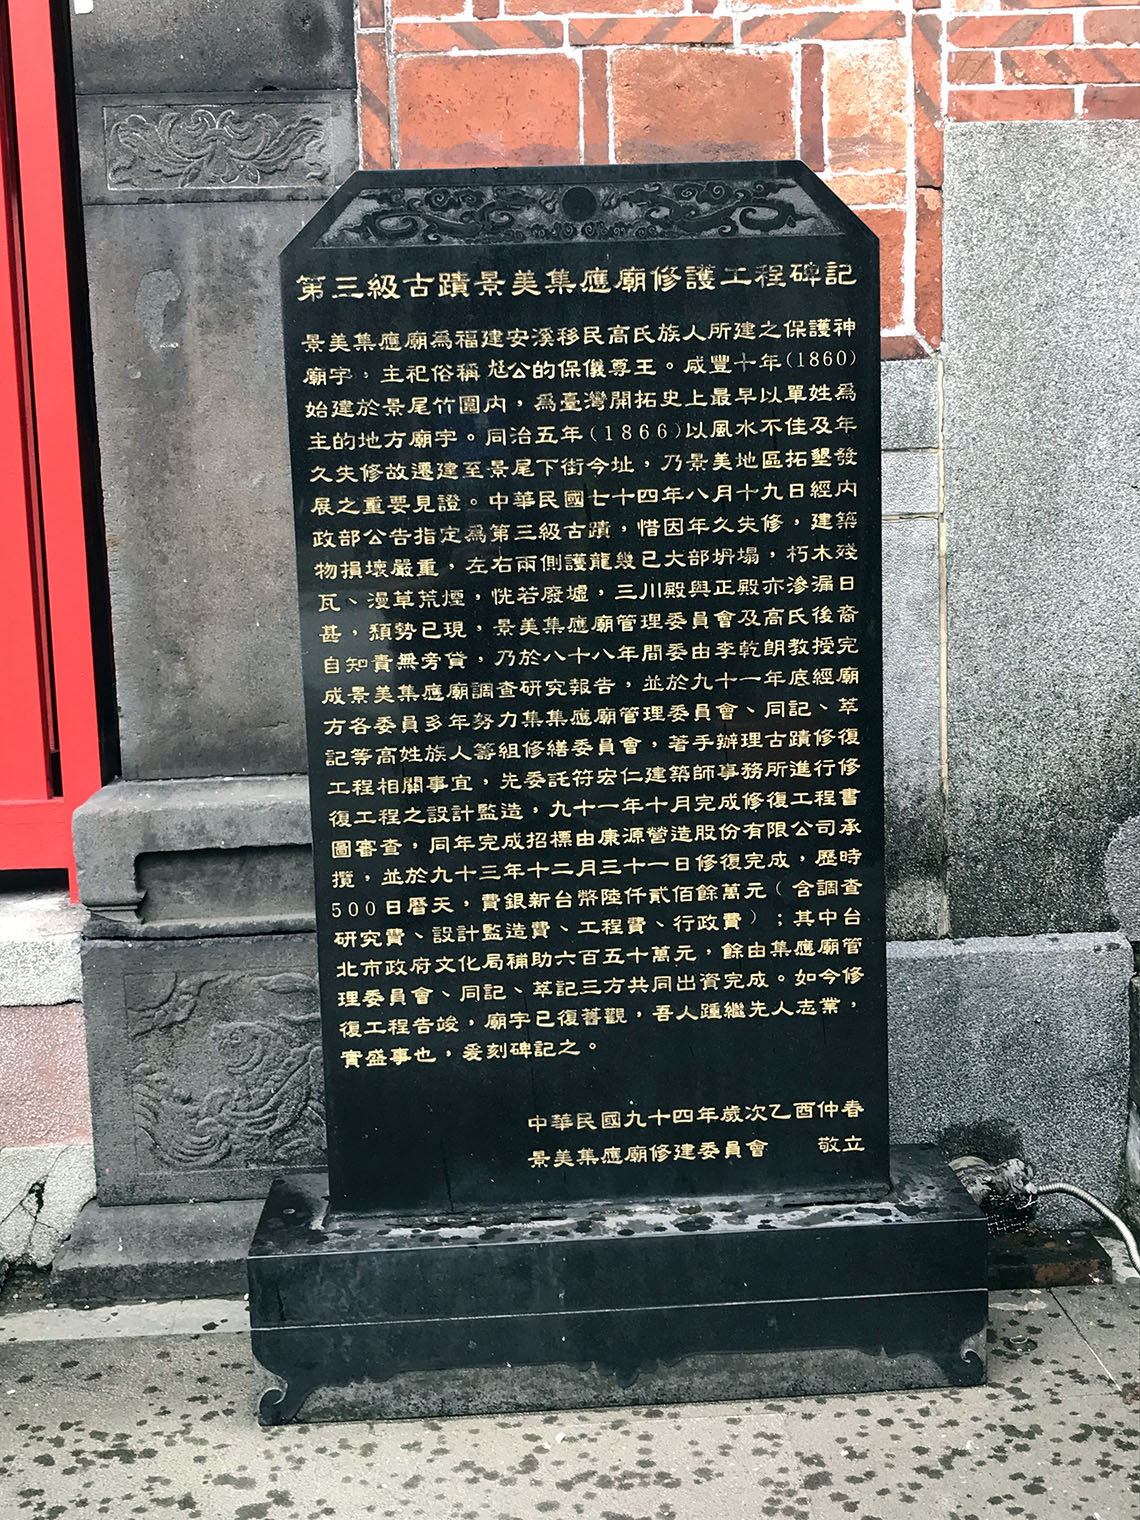 第三級古蹟景美集應廟修護工程碑記
景美集應廟為福建安溪移民高氏族人所建之保護神
廟宇，主祀俗稱尪公的保儀尊王。咸豐十年(1860)
始建於景尾竹圍內，為臺灣開拓史上最早以單姓為
主的地方廟宇。同治五年(1866)以風水不佳及年
久失修故遷建至景尾下街今址，乃景美地區拓墾發
展之重要見證。中華民國七十四年八月十九日經內
政部公告指定為第三級古蹟，惜因年久失修，建築
物損壞嚴重，左右兩側護龍幾已大部坍塌，朽木殘
瓦、漫草荒煙，恍若廢墟，三川殿與正殿亦滲漏日
甚，頹勢已現，景美集應廟管理委員會及高氏後裔
自知責無旁貸，乃於八十八年間委由李乾朗教授完
成景美集應廟調查研究報告，並於九十一年底經廟
方各委員多年努力集集應廟管理委員會、同記、萃
記等高姓族人籌組修繕委員會，著手辦理古蹟修復
工程相關事宜，先委託符宏仁建築師事務所進行修
復工程之設計監造，九十一年十月完成修復工程書
圖審查，同年完成招標由康源營造股份有限公司承
攬，並於九十三年十二月三十一日修復完成，歷時
500日曆天，費銀新台幣陸仟貳佰餘萬元（含調查
研究費、設計監造費、工程費、行政費）；其中台
北市政府文化局補助六百五十萬元，餘由集應廟管
理委員會、同記、萃記三方共同出資完成。如今修
復工程告竣，廟宇已復舊觀，吾人踵繼先人志業，
實盛事也，爰刻碑記之。
中華民國九十四年歲次乙酉仲春
景美集應廟修建委員會　敬立